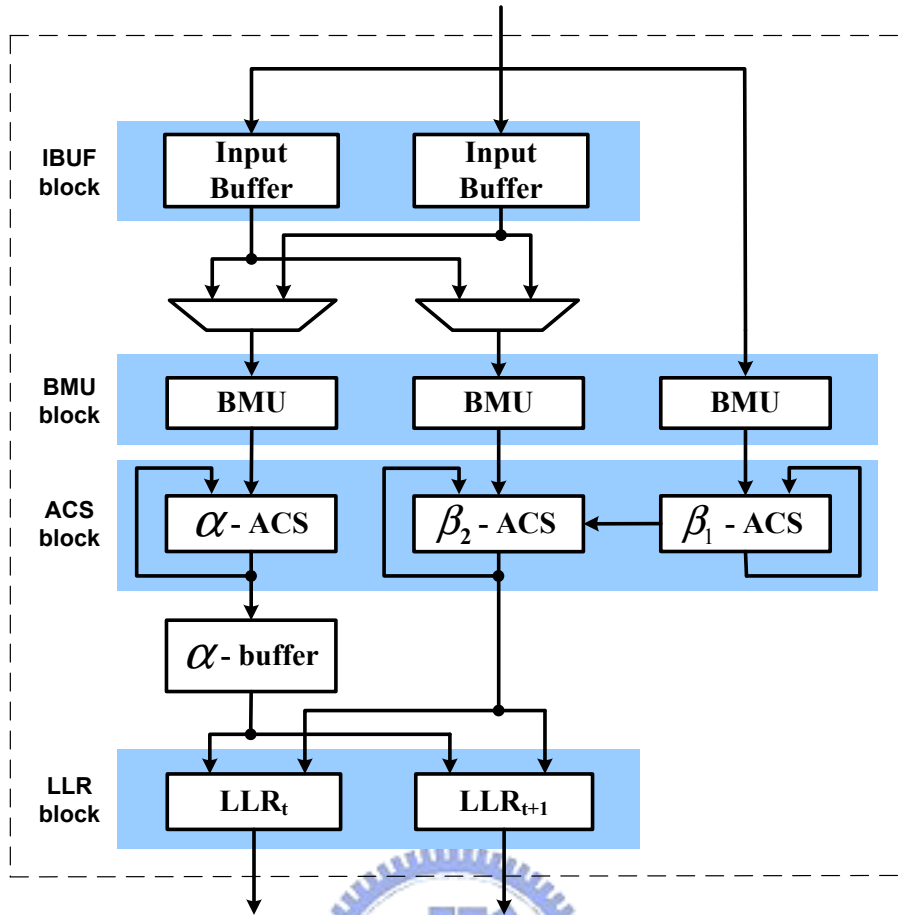 IBUF
block
Input
Buffer
Input
Buffer
BMU
block
BMU
BMU
BMU
ACS
block
α - ACS
β₂ - ACS
β₁ - ACS
α - buffer
LLR
block
LLRₜ
LLRₜ₊₁